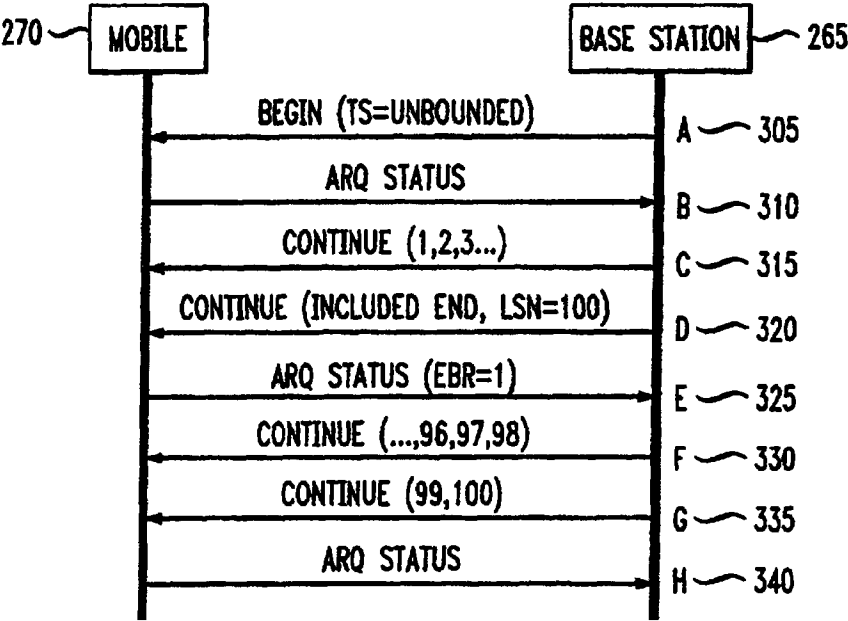 270 MOBILE BASE STATION 265
BEGIN (TS=UNBOUNDED) A 305
ARQ STATUS B 310
CONTINUE (1,2,3...) C 315
CONTINUE (INCLUDED END, LSN=100) D 320
ARQ STATUS (EBR=1) E 325
CONTINUE (...,96,97,98) F 330
CONTINUE (99,100) G 335
ARQ STATUS H 340